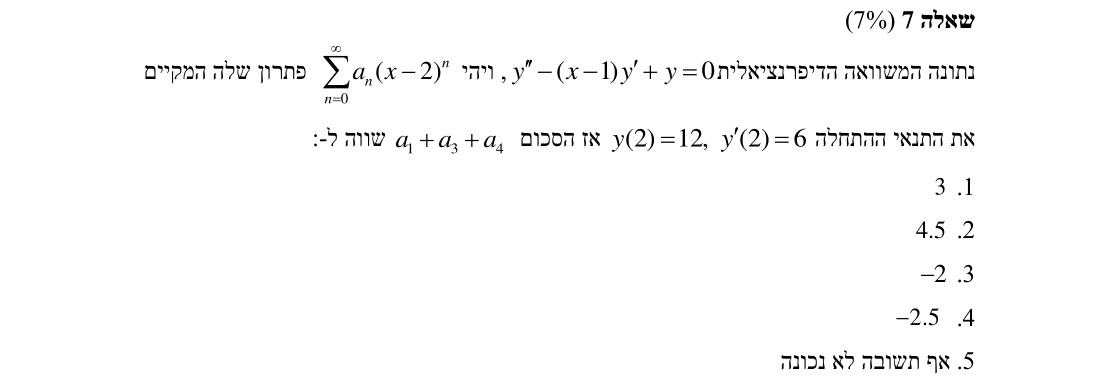 שאלה 7 (7%)
נתונה המשוואה הדיפרנציאלית y″ − (x − 1)y′ + y = 0 , ויהי ∑_{n=0}^{∞} a_n(x − 2)^n פתרון שלה המקיים
את התנאי ההתחלה y(2) = 12, y′(2) = 6 אז הסכום a_1 + a_3 + a_4 שווה ל-:
1. 3
2. 4.5
3. −2
4. −2.5
5. אף תשובה לא נכונה